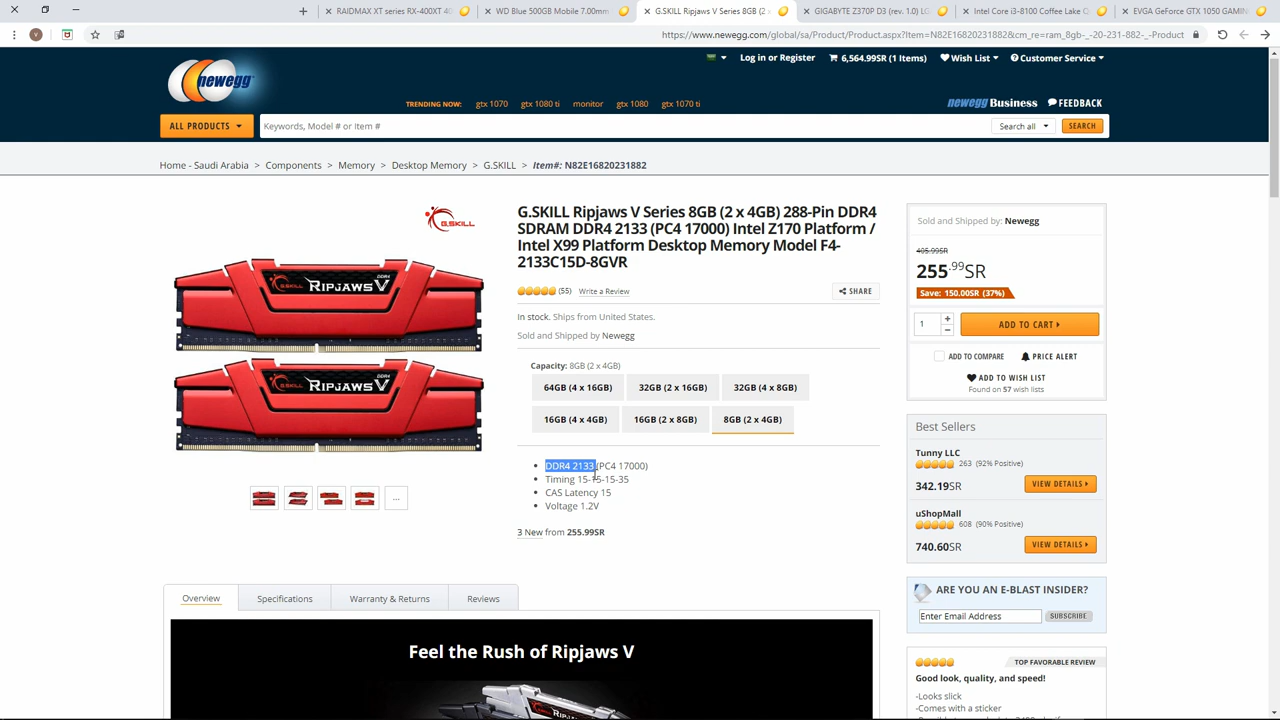 RAIDMAX XT series RX-400XT 40
WD Blue 500GB Mobile 7.00mm
G.SKILL Ripjaws V Series 8GB (2 x
GIGABYTE Z370P D3 (rev. 1.0) L
Intel Core i3-8100 Coffee Lake
EVGA GeForce GTX 1050 GAMIN
V
https://www.newegg.com/global/sa/Product/Product.aspx?Item=N82E16820231882&cm_re=ram_8gb-_-20-231-882-_-Product
Log in or Register
6,564.99SR (1 Items)
Wish List
Customer Service
newegg
TRENDING NOW: gtx 1070 gtx 1080 ti monitor gtx 1080 gtx 1070 ti
newegg Business
FEEDBACK
ALL PRODUCTS
Keywords, Model # or Item #
Search all
SEARCH
Home - Saudi Arabia > Components > Memory > Desktop Memory > G.SKILL > Item#: N82E16820231882
G.SKILL
G.SKILL Ripjaws V Series 8GB (2 x 4GB) 288-Pin DDR4
SDRAM DDR4 2133 (PC4 17000) Intel Z170 Platform /
Intel X99 Platform Desktop Memory Model F4-
2133C15D-8GVR
(55) Write a Review
SHARE
In stock. Ships from United States.
Sold and Shipped by Newegg
Capacity: 8GB (2 x 4GB)
64GB (4 x 16GB)
32GB (2 x 16GB)
32GB (4 x 8GB)
16GB (4 x 4GB)
16GB (2 x 8GB)
8GB (2 x 4GB)
DDR4 2133 (PC4 17000)
Timing 15-15-15-35
CAS Latency 15
Voltage 1.2V
3 New from 255.99SR
DDR4
G.SKILL
RIPJAWS V
DDR4
G.SKILL
RIPJAWS V
...
Sold and Shipped by: Newegg
405.99SR
255.99SR
Save: 150.00SR (37%)
1
+
−
ADD TO CART
ADD TO COMPARE
PRICE ALERT
ADD TO WISH LIST
Found on 57 wish lists
Best Sellers
Tunny LLC
263 (92% Positive)
342.19SR
VIEW DETAILS
uShopMall
608 (90% Positive)
740.60SR
VIEW DETAILS
ARE YOU AN E-BLAST INSIDER?
Enter Email Address
SUBSCRIBE
TOP FAVORABLE REVIEW
Good look, quality, and speed!
-Looks slick
-Comes with a sticker
Overview
Specifications
Warranty & Returns
Reviews
Feel the Rush of Ripjaws V